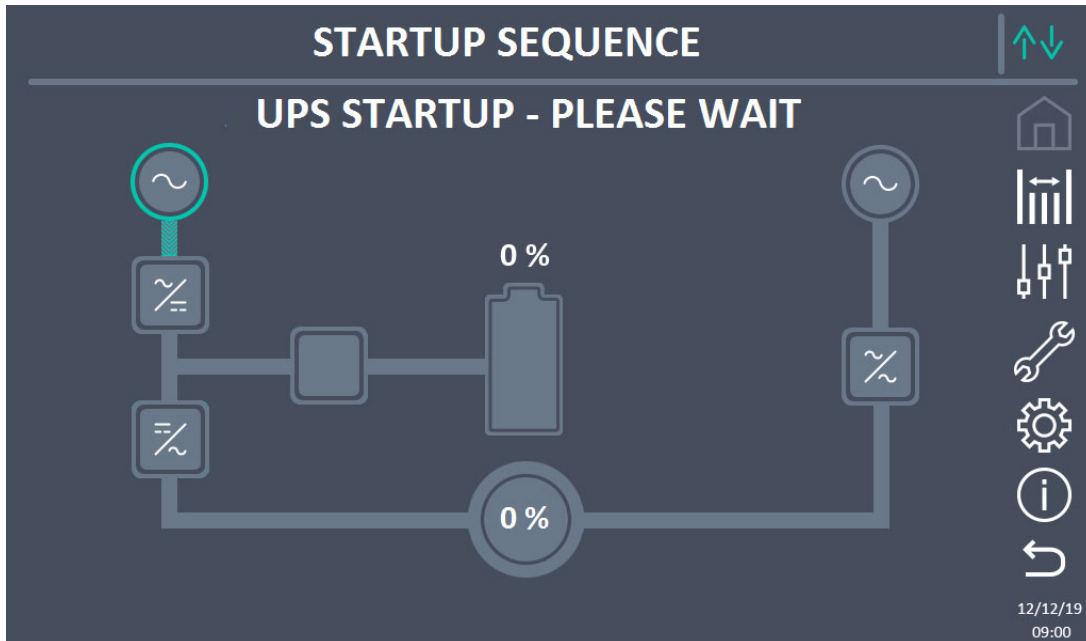 STARTUP SEQUENCE
UPS STARTUP - PLEASE WAIT
0 %
0 %
12/12/19
09:00